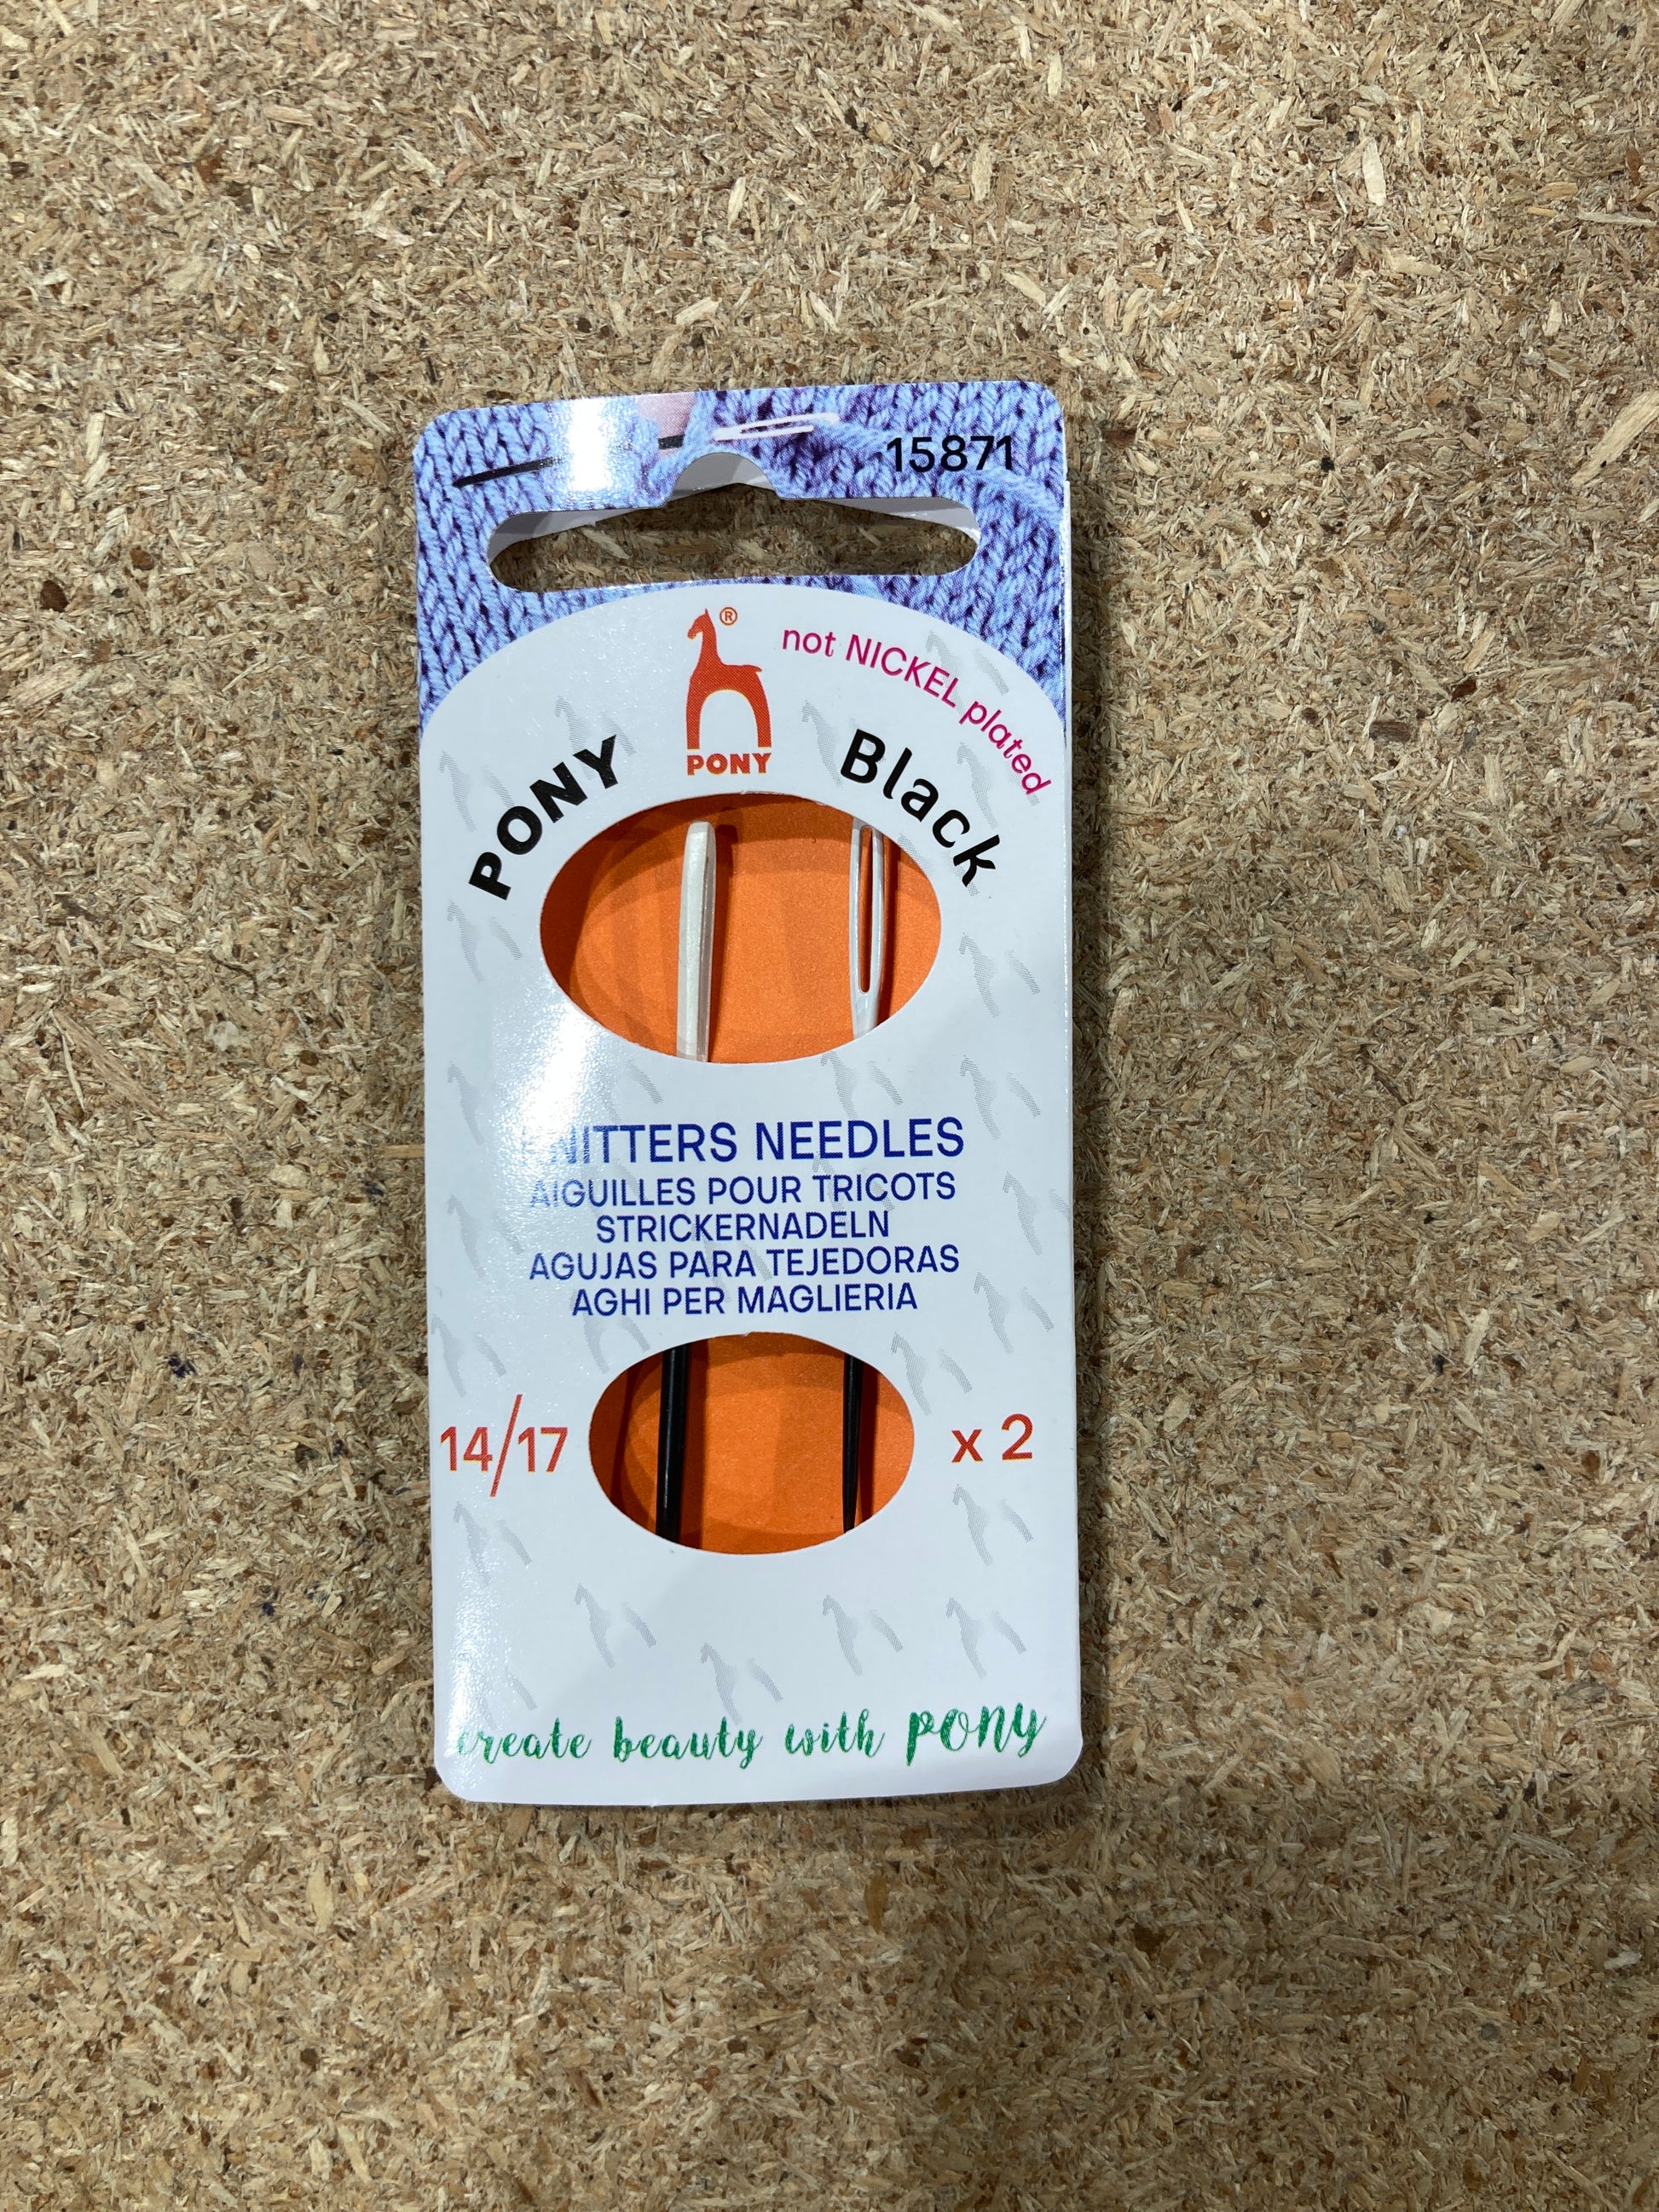 15871
®
PONY
not NICKEL plated
PONY Black
KNITTERS NEEDLES
AIGUILLES POUR TRICOTS
STRICKERNADELN
AGUJAS PARA TEJEDORAS
AGHI PER MAGLIERIA
14/17
x 2
create beauty with PONY